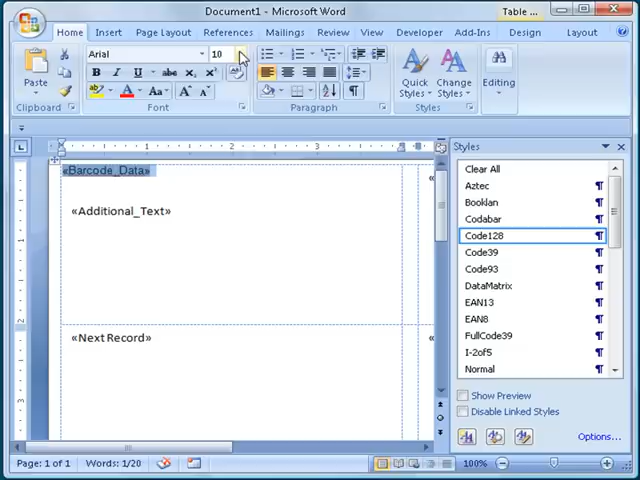 Document1 - Microsoft Word
Table ...
Home Insert Page Layout References Mailings Review View Developer Add-Ins Design Layout
Arial 10
Paste
Quick Styles
Change Styles
Editing
Clipboard Font Paragraph Styles
1 2 3
Styles
«Barcode_Data»
«Additional_Text»
«Next Record»
Clear All
Aztec
Booklan
Codabar
Code128
Code39
Code93
DataMatrix
EAN13
EAN8
FullCode39
I-2of5
Normal
Show Preview
Disable Linked Styles
Options...
Page: 1 of 1 Words: 1/20 100%